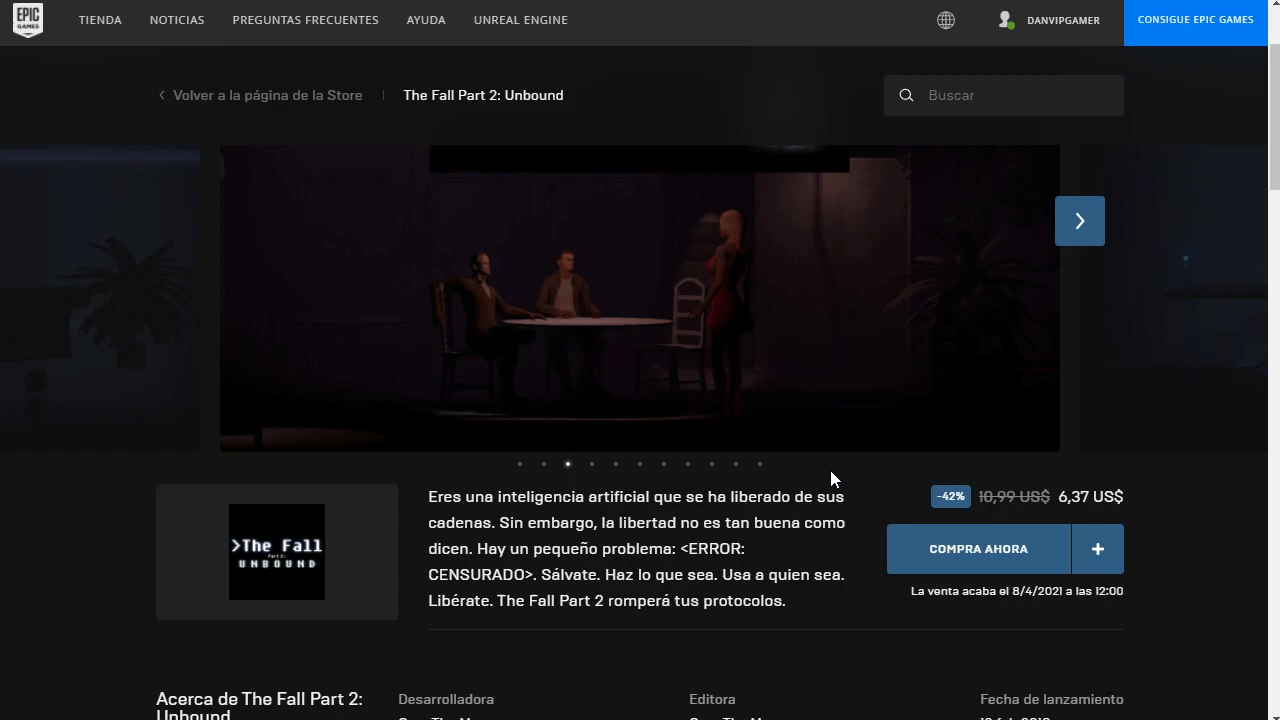 EPIC
GAMES
TIENDA
NOTICIAS
PREGUNTAS FRECUENTES
AYUDA
UNREAL ENGINE
DANVIPGAMER
CONSIGUE EPIC GAMES
Volver a la página de la Store
The Fall Part 2: Unbound
Buscar
>The Fall
Part 2:
UNBOUND
Eres una inteligencia artificial que se ha liberado de sus
cadenas. Sin embargo, la libertad no es tan buena como
dicen. Hay un pequeño problema: <ERROR:
CENSURADO>. Sálvate. Haz lo que sea. Usa a quien sea.
Libérate. The Fall Part 2 romperá tus protocolos.
-42% 10,99 US$ 6,37 US$
COMPRA AHORA
La venta acaba el 8/4/2021 a las 12:00
Acerca de The Fall Part 2:
Unbound
Desarrolladora
Editora
Fecha de lanzamiento